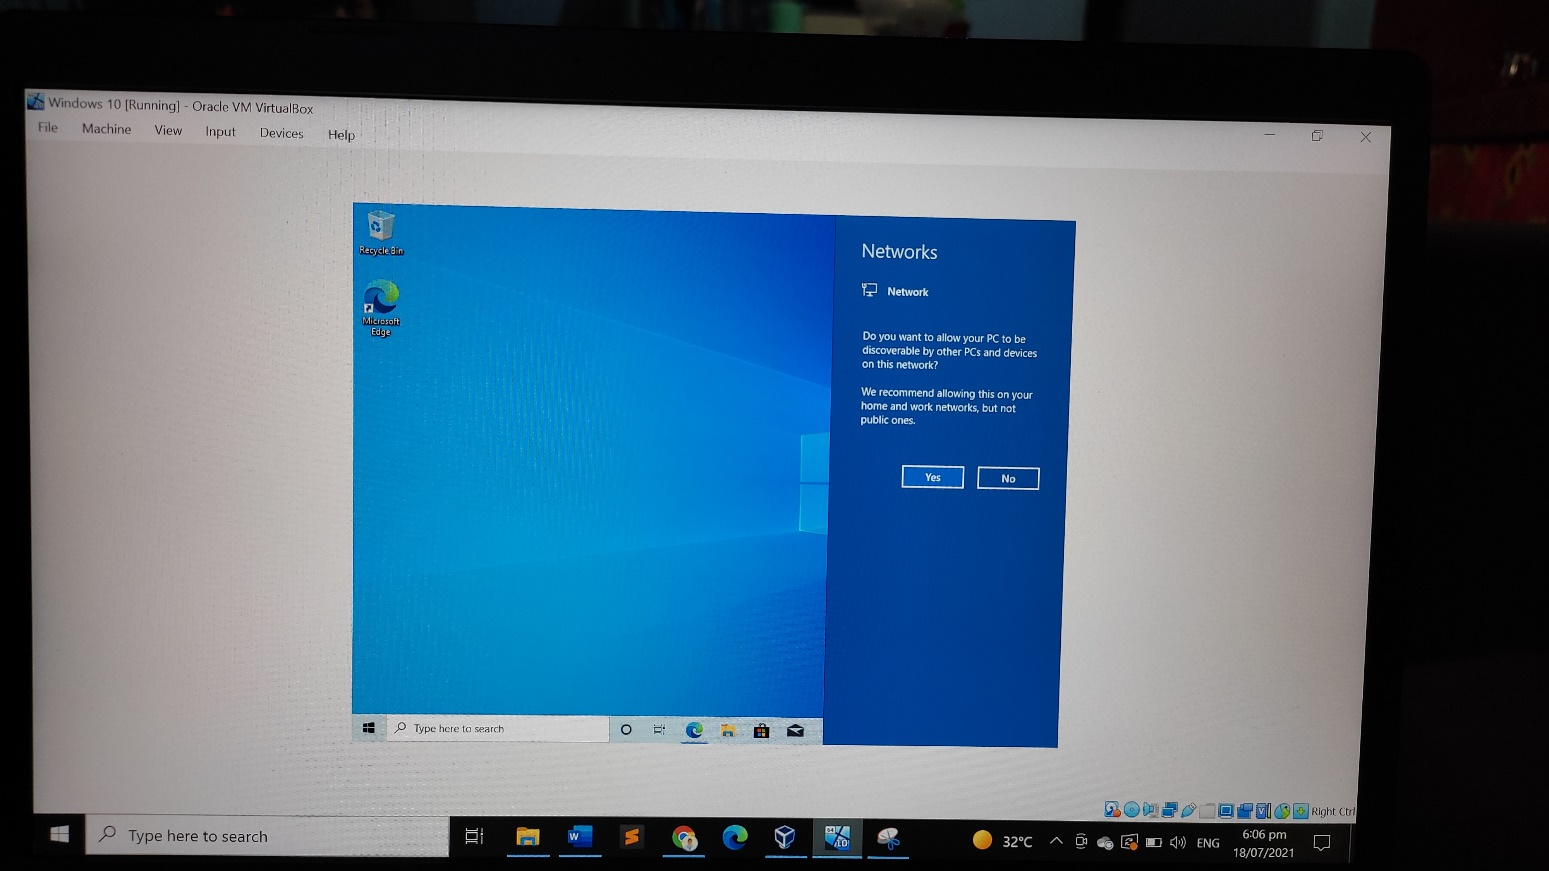 Windows 10 [Running] - Oracle VM VirtualBox
File Machine View Input Devices Help
Recycle Bin
Microsoft
Edge
Networks
Network
Do you want to allow your PC to be
discoverable by other PCs and devices
on this network?
We recommend allowing this on your
home and work networks, but not
public ones.
Yes No
Type here to search
Right Ctrl
Type here to search
W
32°C
ENG
6:06 pm
18/07/2021